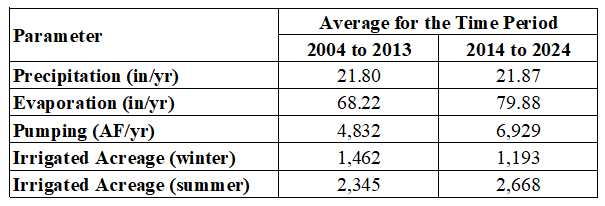 Parameter Average for the Time Period
2004 to 2013 2014 to 2024
Precipitation (in/yr) 21.80 21.87
Evaporation (in/yr) 68.22 79.88
Pumping (AF/yr) 4,832 6,929
Irrigated Acreage (winter) 1,462 1,193
Irrigated Acreage (summer) 2,345 2,668